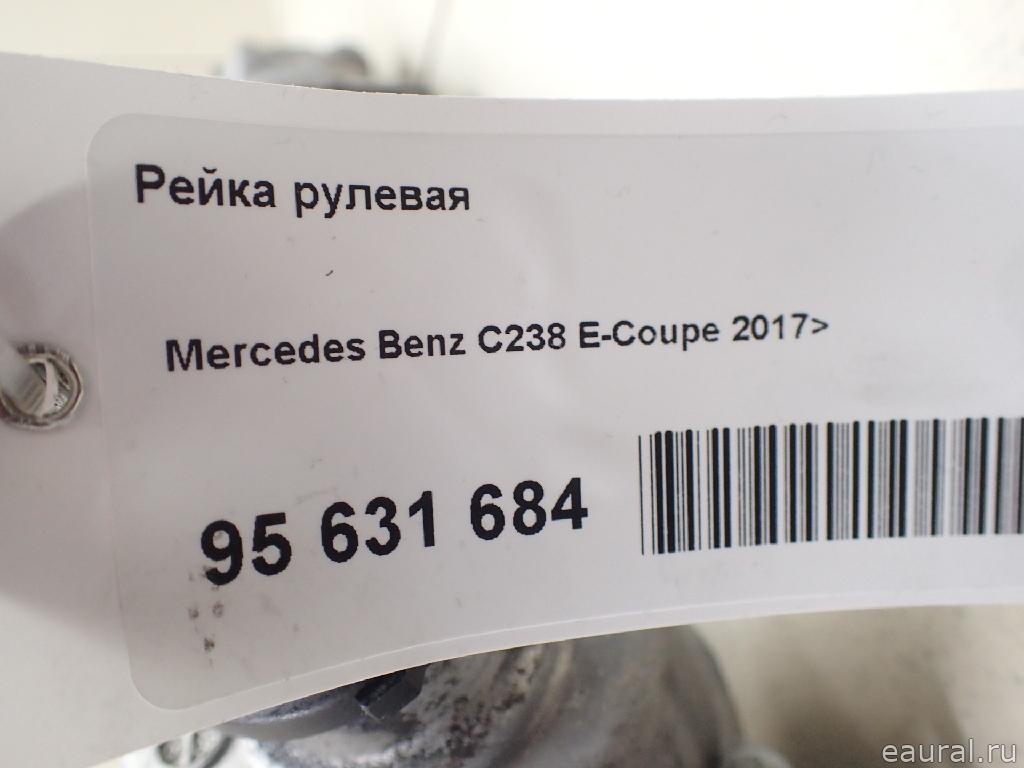 Рейка рулевая
Mercedes Benz C238 E-Coupe 2017>
95 631 684
eaural.ru